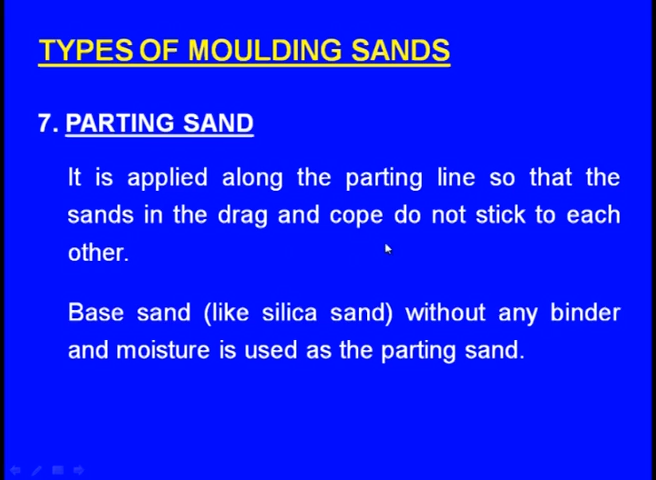 TYPES OF MOULDING SANDS
7. PARTING SAND
It is applied along the parting line so that the
sands in the drag and cope do not stick to each
other.
Base sand (like silica sand) without any binder
and moisture is used as the parting sand.